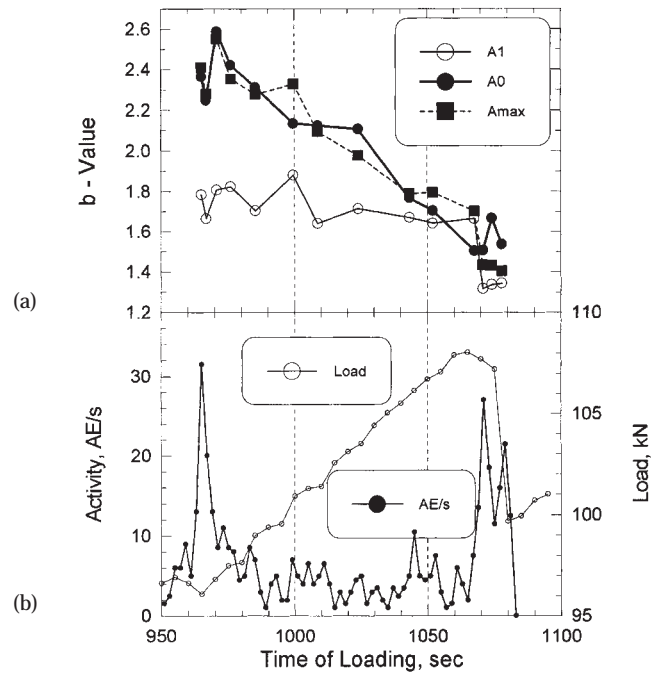 2.6
2.4
2.2
2.0
1.8
1.6
1.4
1.2
b - Value
A1
A0
Amax
(a)
110
105
100
95
Load, kN
30
20
10
0
Activity, AE/s
Load
AE/s
(b)
950 1000 1050 1100
Time of Loading, sec